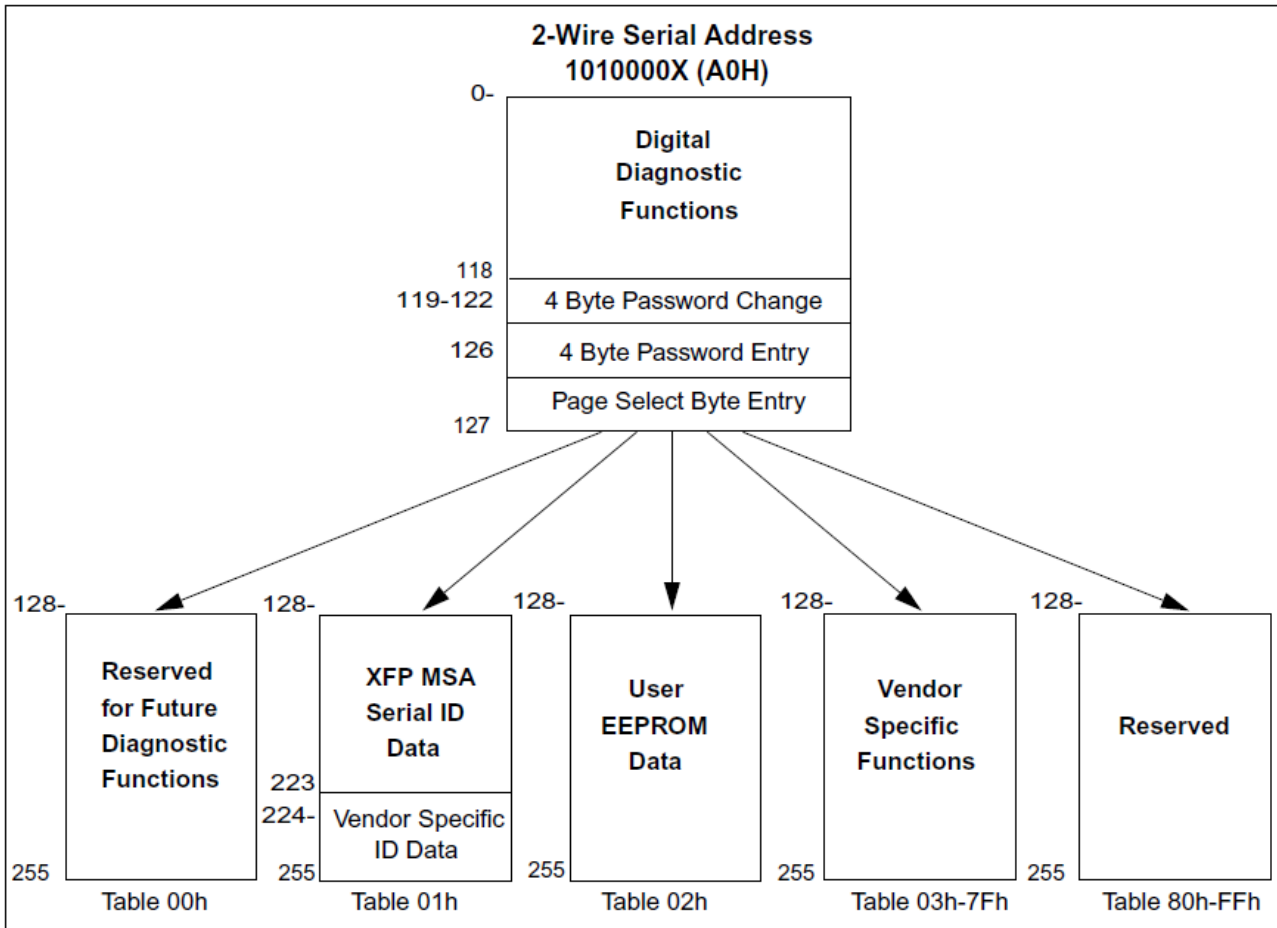 2-Wire Serial Address
1010000X (A0H)
0-
Digital
Diagnostic
Functions
118
119-122
4 Byte Password Change
126
4 Byte Password Entry
Page Select Byte Entry
127
128-
Reserved
for Future
Diagnostic
Functions
255
Table 00h
128-
XFP MSA
Serial ID
Data
223
224-
Vendor Specific
ID Data
255
Table 01h
128-
User
EEPROM
Data
255
Table 02h
128-
Vendor
Specific
Functions
255
Table 03h-7Fh
128-
Reserved
255
Table 80h-FFh